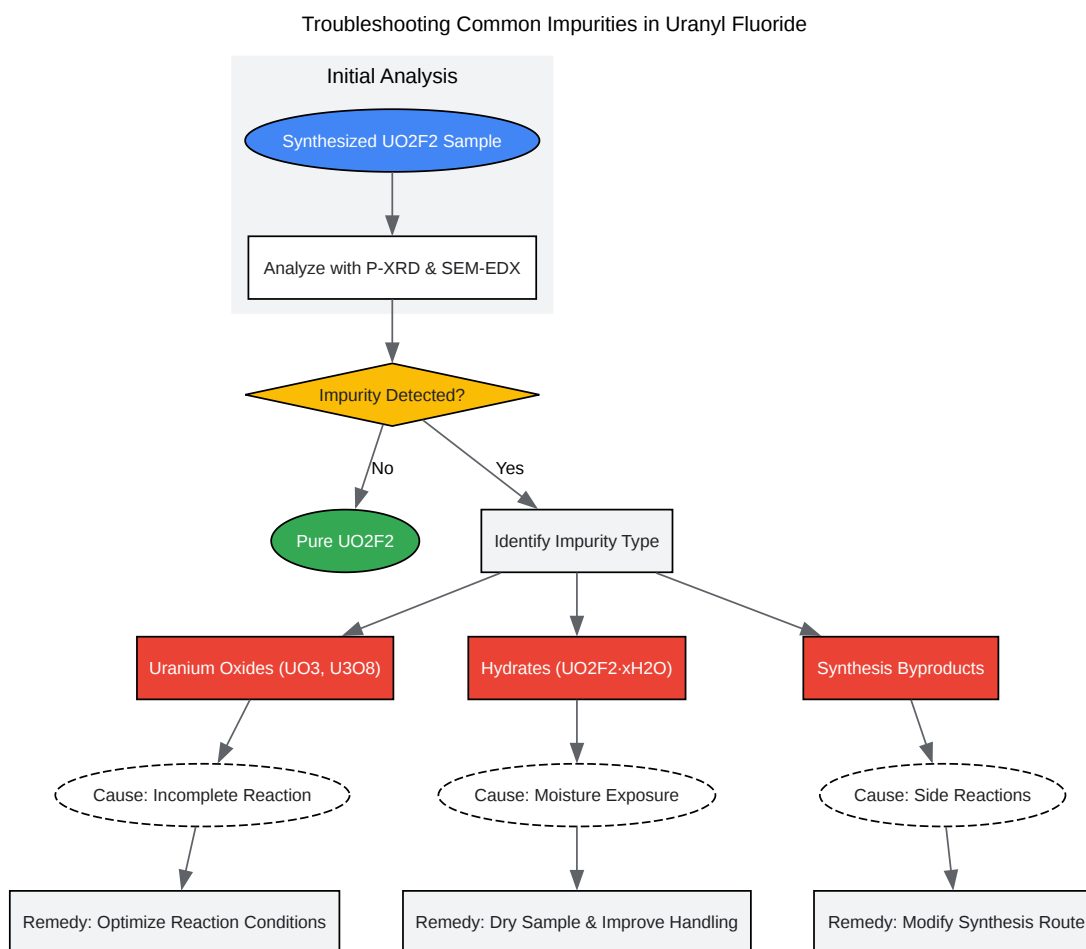 Troubleshooting Common Impurities in Uranyl Fluoride
Initial Analysis
Synthesized UO2F2 Sample
Analyze with P-XRD & SEM-EDX
Impurity Detected?
No
Yes
Pure UO2F2
Identify Impurity Type
Uranium Oxides (UO3, U3O8)
Hydrates (UO2F2·xH2O)
Synthesis Byproducts
Cause: Incomplete Reaction
Cause: Moisture Exposure
Cause: Side Reactions
Remedy: Optimize Reaction Conditions
Remedy: Dry Sample & Improve Handling
Remedy: Modify Synthesis Route